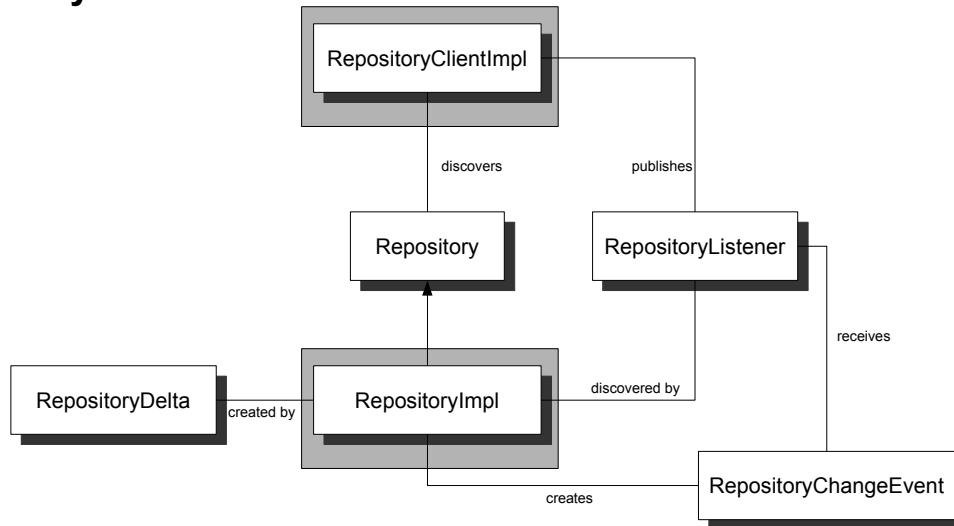 RepositoryClientImpl
discovers
publishes
Repository
RepositoryListener
receives
RepositoryDelta
created by
RepositoryImpl
discovered by
creates
RepositoryChangeEvent